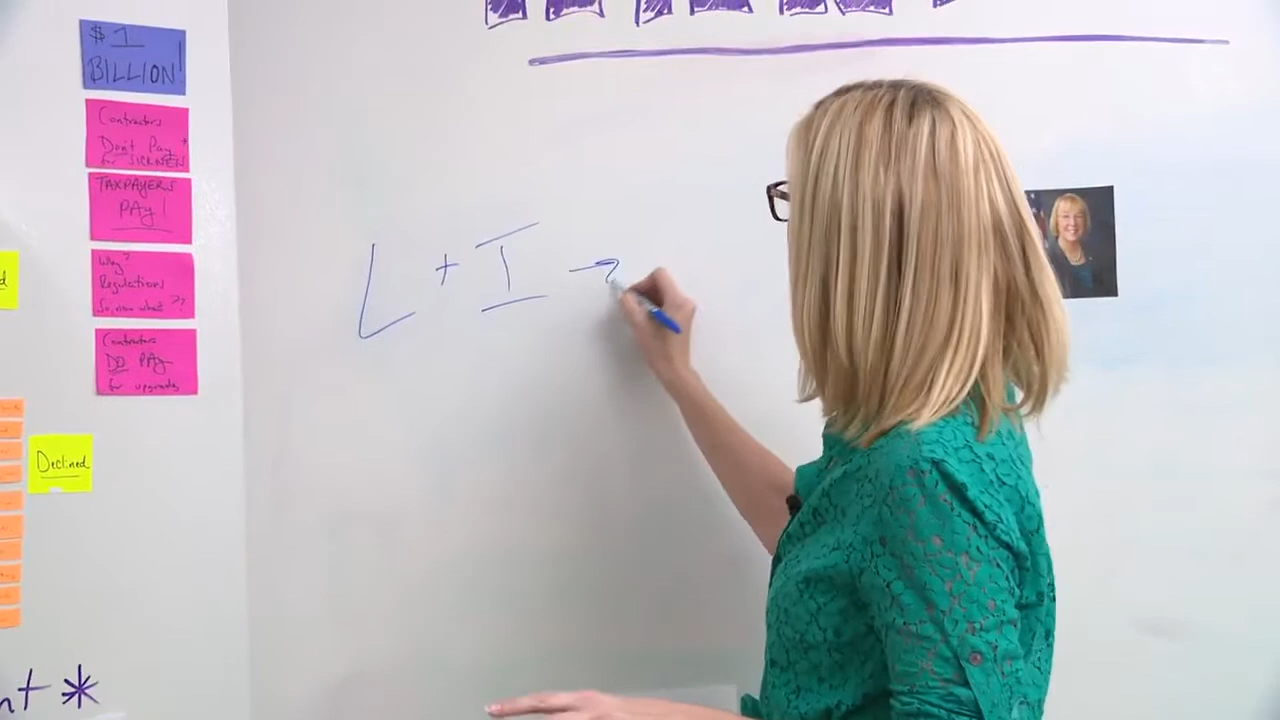 $ 1
BILLION!
Contractors
Don't Pay *
for SICKNESS
TAXPAYERS
PAY!
Why?
Regulations
So, now what??
Contractors
DO PAY
for upgrades
Declined
L + I →
nt *
d